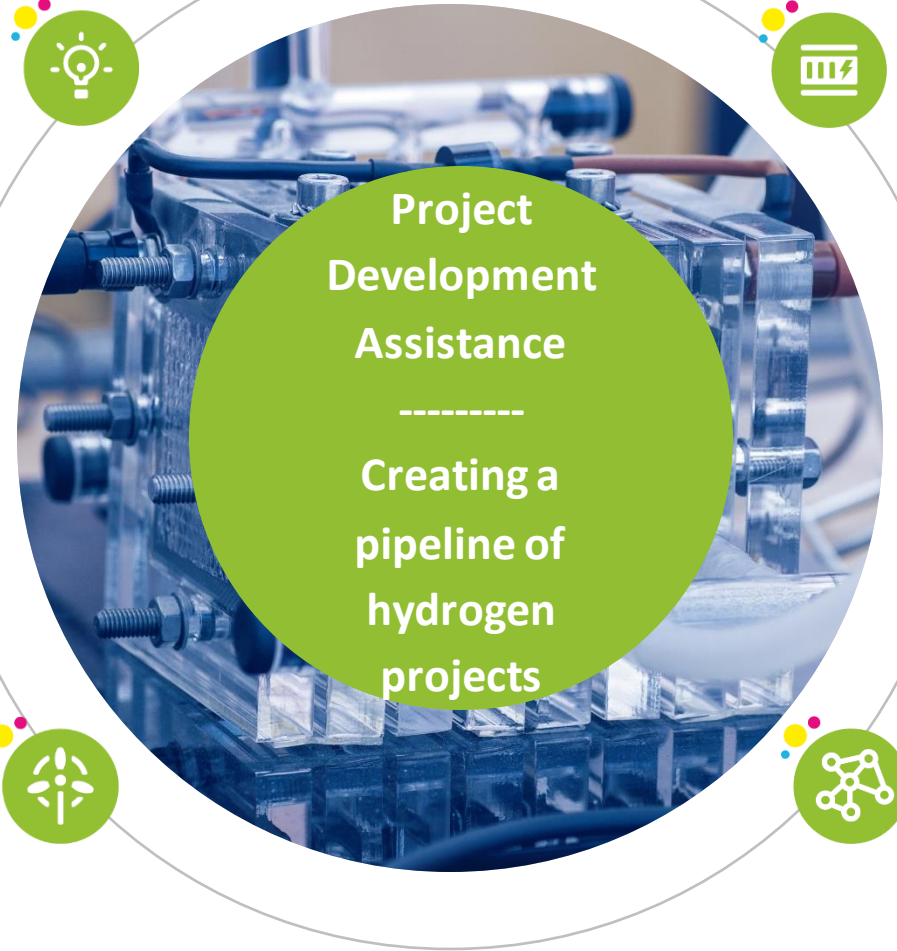 Project
Development
Assistance
---------
Creating a
pipeline of
hydrogen
projects